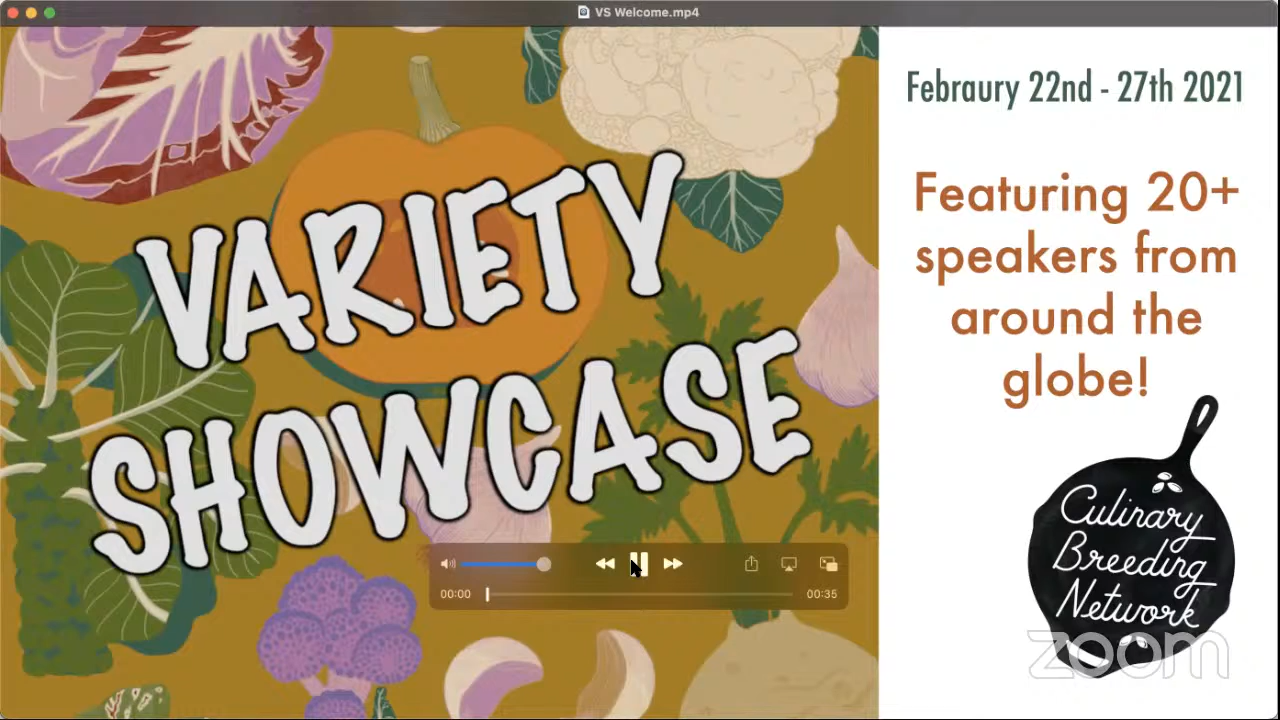 VS Welcome.mp4
VARIETY
SHOWCASE
00:00
00:35
Febraury 22nd - 27th 2021
Featuring 20+
speakers from
around the
globe!
Culinary
Breeding
Network
zoom